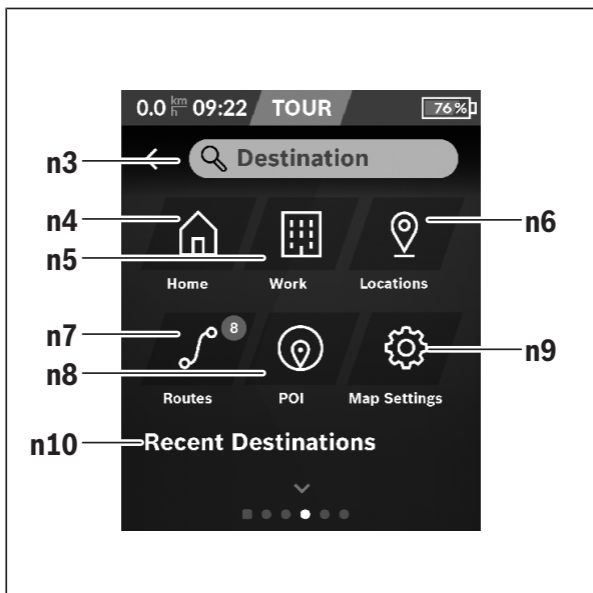 0.0 km/h 09:22 TOUR 76%
n3 Destination
n4
n5
n6
Home Work Locations
n7 8
n8
n9
Routes POI Map Settings
n10 Recent Destinations